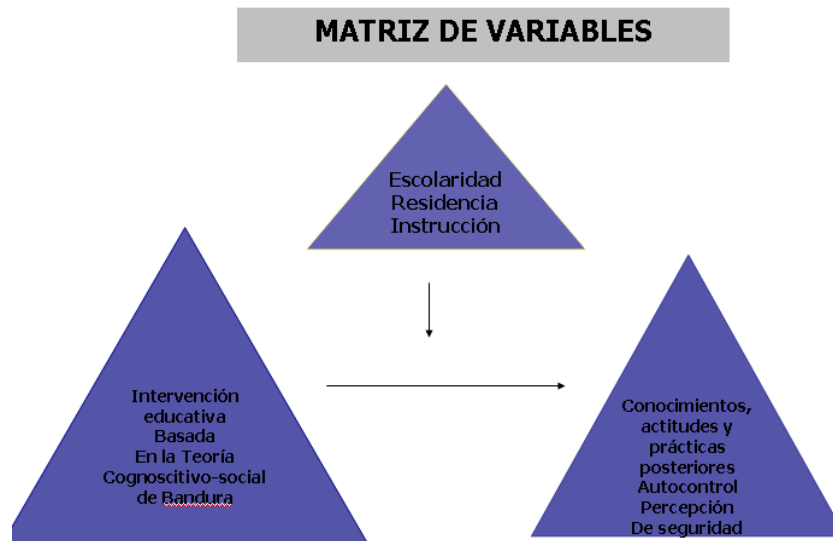 MATRIZ DE VARIABLES
Escolaridad
Residencia
Instrucción
Intervención
educativa
Basada
En la Teoría
Cognoscitivo-social
de Bandura
Conocimientos,
actitudes y
prácticas
posteriores
Autocontrol
Percepción
De seguridad